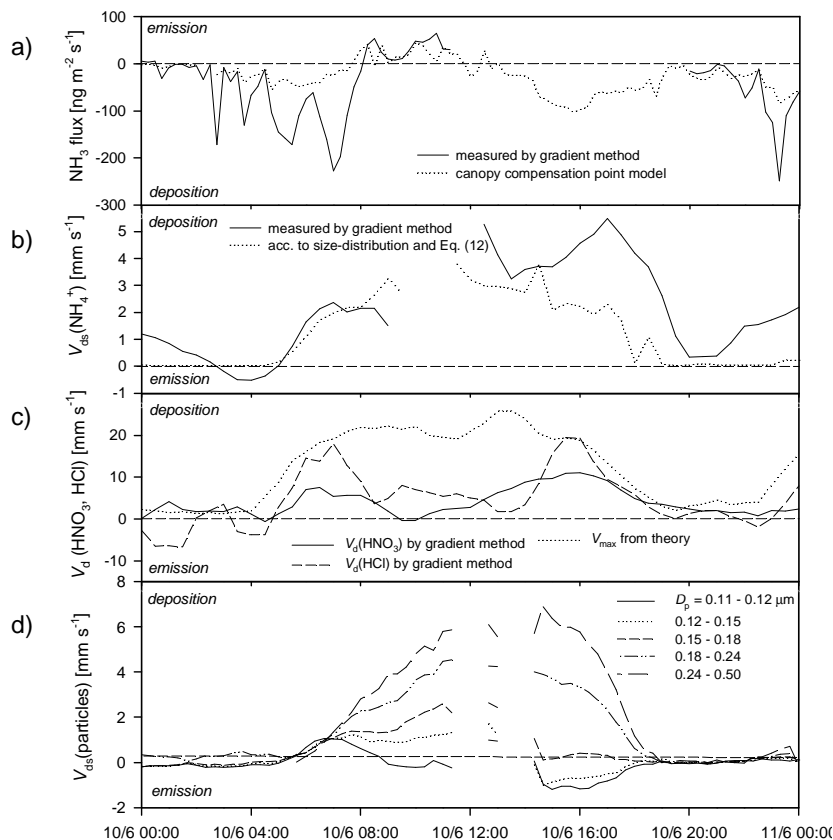 a)
emission
100
0
-100
-200
-300
NH3 flux [ng m-2 s-1]
measured by gradient method
canopy compensation point model
deposition
b)
deposition
5
4
3
2
1
0
-1
Vds(NH4+) [mm s-1]
measured by gradient method
acc. to size-distribution and Eq. (12)
emission
c)
deposition
20
10
0
-10
Vd (HNO3, HCl) [mm s-1]
Vd(HNO3) by gradient method
Vmax from theory
Vd(HCl) by gradient method
emission
d)
deposition
8
6
4
2
0
-2
Vds(particles) [mm s-1]
Dp = 0.11 - 0.12 µm
0.12 - 0.15
0.15 - 0.18
0.18 - 0.24
0.24 - 0.50
emission
10/6 00:00 10/6 04:00 10/6 08:00 10/6 12:00 10/6 16:00 10/6 20:00 11/6 00:00